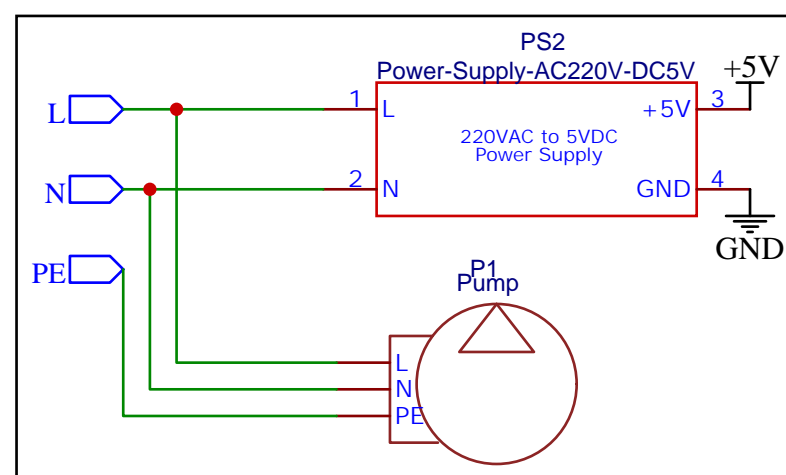 PS2
Power-Supply-AC220V-DC5V
+5V
L
1
L
+5V
3
220VAC to 5VDC
Power Supply
N
2
N
GND
4
GND
PE
P1
Pump
L
N
PE